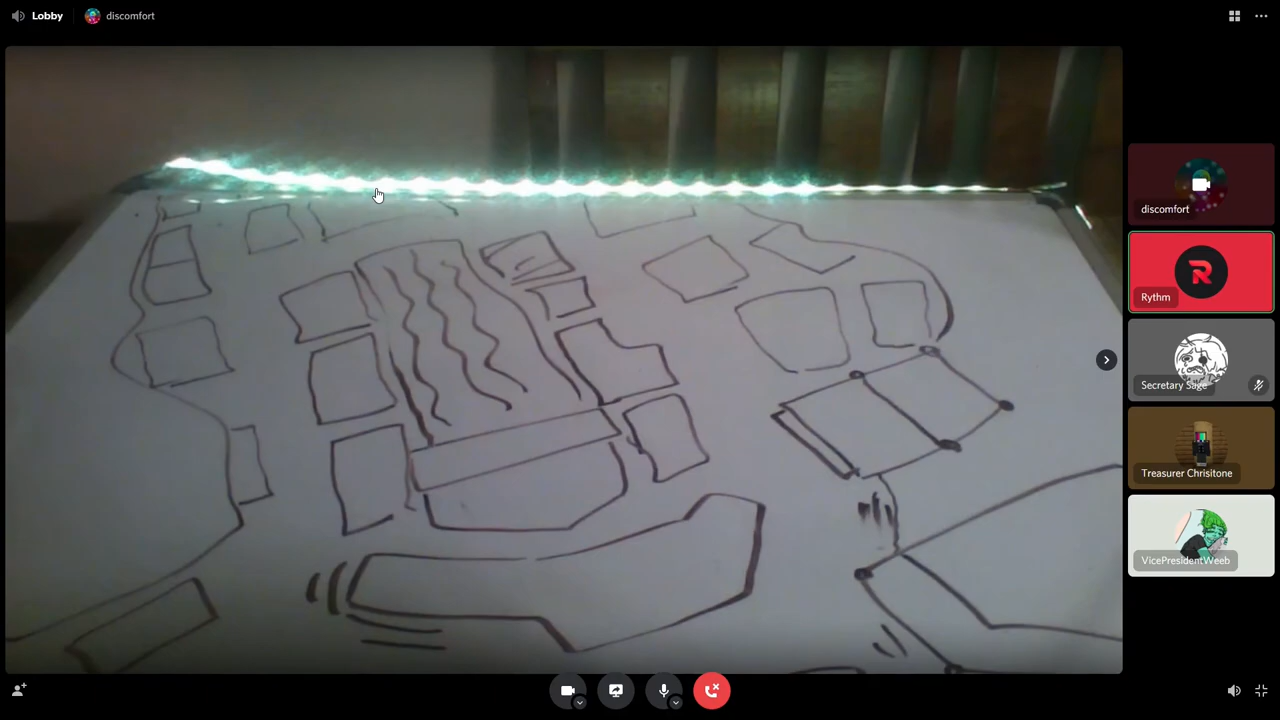 Lobby
discomfort
discomfort
R
Rythm
Secretary Sage
Treasurer Chrisitone
VicePresidentWeeb